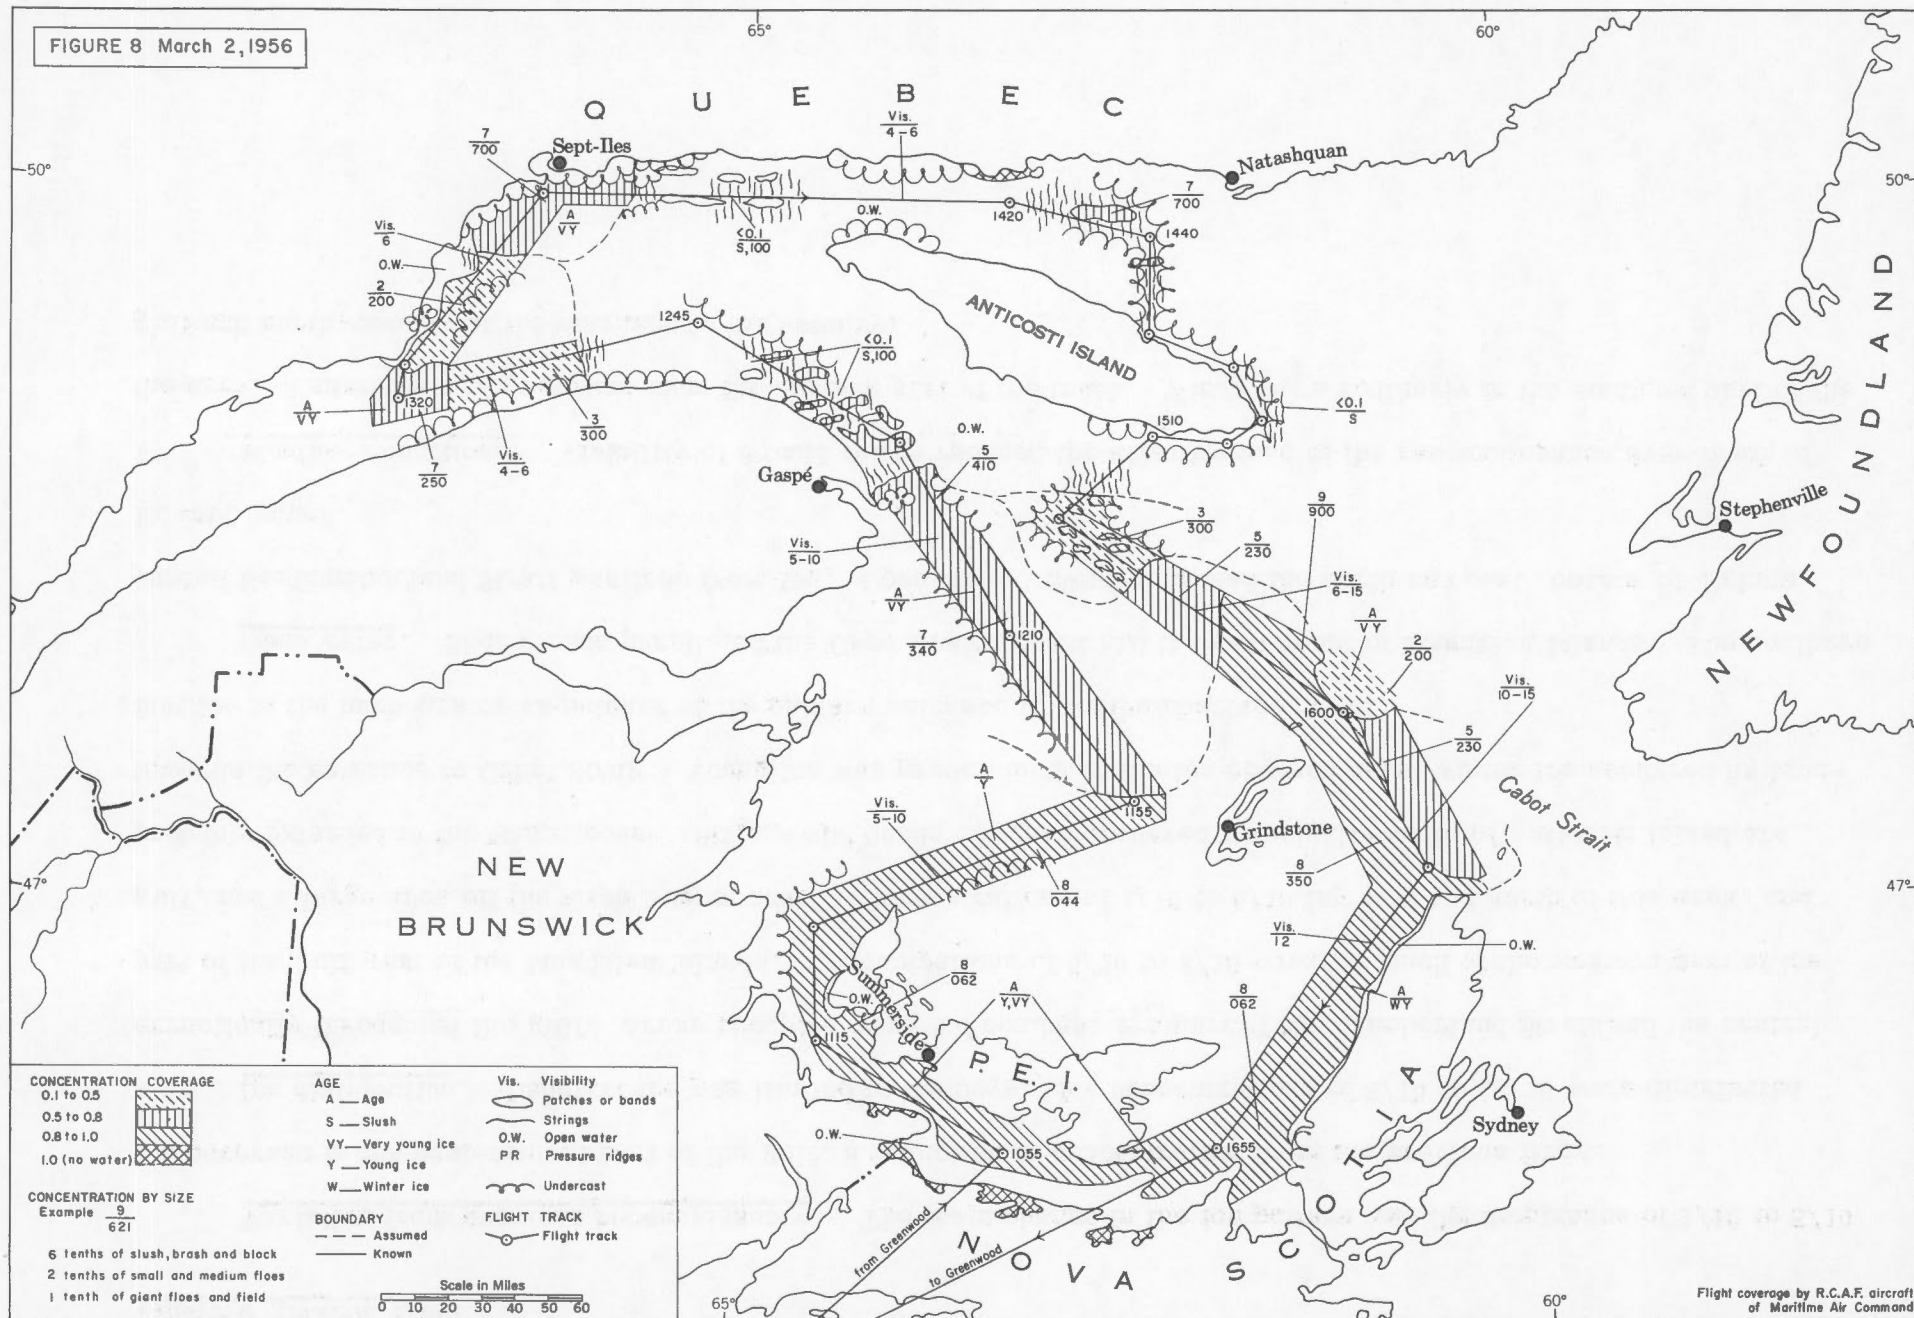 FIGURE 8 March 2, 1956
65°
60°
QUEBEC
Vis.
4-6
7
700
Sept-Iles
Natashquan
50°
50°
A
VY
O.W.
1420
7
700
1440
<0.1
S,100
Vis.
6
O.W.
2
200
1245
ANTICOSTI ISLAND
<0.1
S,100
<0.1
S
1320
A
VY
7
250
Vis.
4-6
3
300
O.W.
1510
5
410
Gaspé
9
900
3
300
Stephenville
NEWFOUNDLAND
Vis.
5-10
5
230
Vis.
6-15
A
VY
7
340
1210
A
VY
2
200
Vis.
10-15
1600
5
230
A
Y
Vis.
5-10
1155
Cabot Strait
Grindstone
NEW
BRUNSWICK
8
350
8
044
47°
47°
Vis.
12
O.W.
Summerside
O.W.
8
062
A
Y,VY
8
062
A
WY
1115
P.E.I.
Sydney
O.W.
1055
1655
NOVA SCOTIA
from Greenwood
to Greenwood
CONCENTRATION COVERAGE
0.1 to 0.5
0.5 to 0.8
0.8 to 1.0
1.0 (no water)
CONCENTRATION BY SIZE
Example 9
621
6 tenths of slush, brash and block
2 tenths of small and medium floes
1 tenth of giant floes and field
AGE
A — Age
S — Slush
VY — Very young ice
Y — Young ice
W — Winter ice
BOUNDARY
Assumed
Known
Vis. Visibility
Patches or bands
Strings
O.W. Open water
PR Pressure ridges
Undercast
FLIGHT TRACK
Flight track
Scale in Miles
0 10 20 30 40 50 60
65°
60°
Flight coverage by R.C.A.F. aircraft
of Maritime Air Command